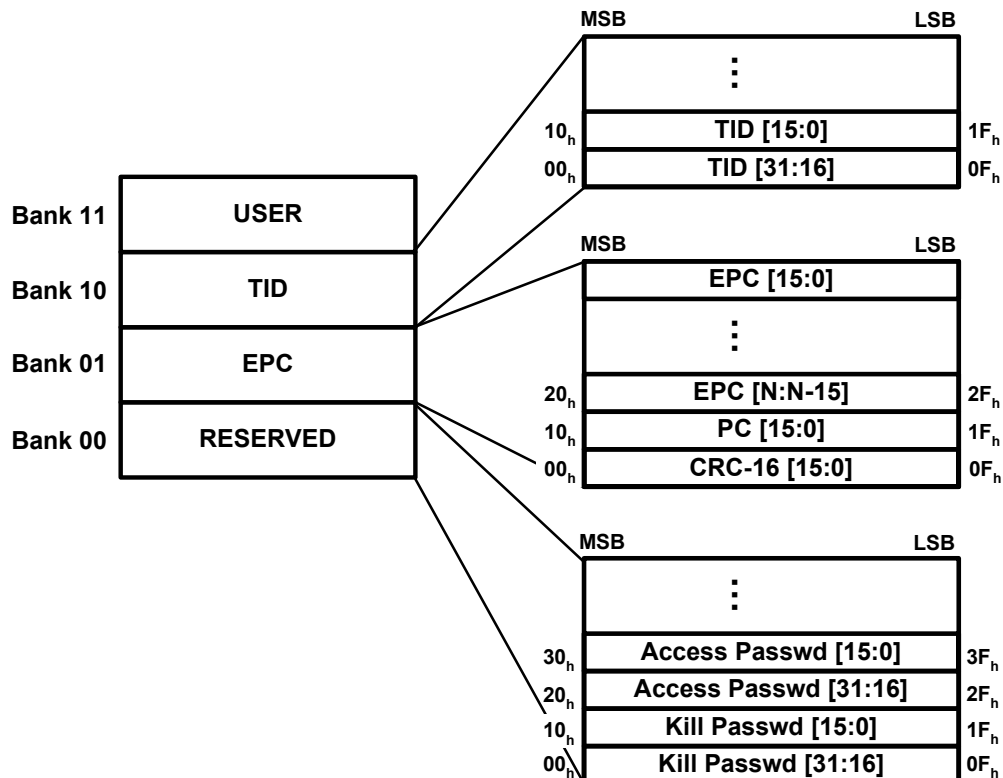 MSB LSB
⋮
10h TID [15:0] 1Fh
00h TID [31:16] 0Fh
Bank 11 USER
Bank 10 TID
Bank 01 EPC
Bank 00 RESERVED
MSB LSB
EPC [15:0]
⋮
20h EPC [N:N-15] 2Fh
10h PC [15:0] 1Fh
00h CRC-16 [15:0] 0Fh
MSB LSB
⋮
30h Access Passwd [15:0] 3Fh
20h Access Passwd [31:16] 2Fh
10h Kill Passwd [15:0] 1Fh
00h Kill Passwd [31:16] 0Fh